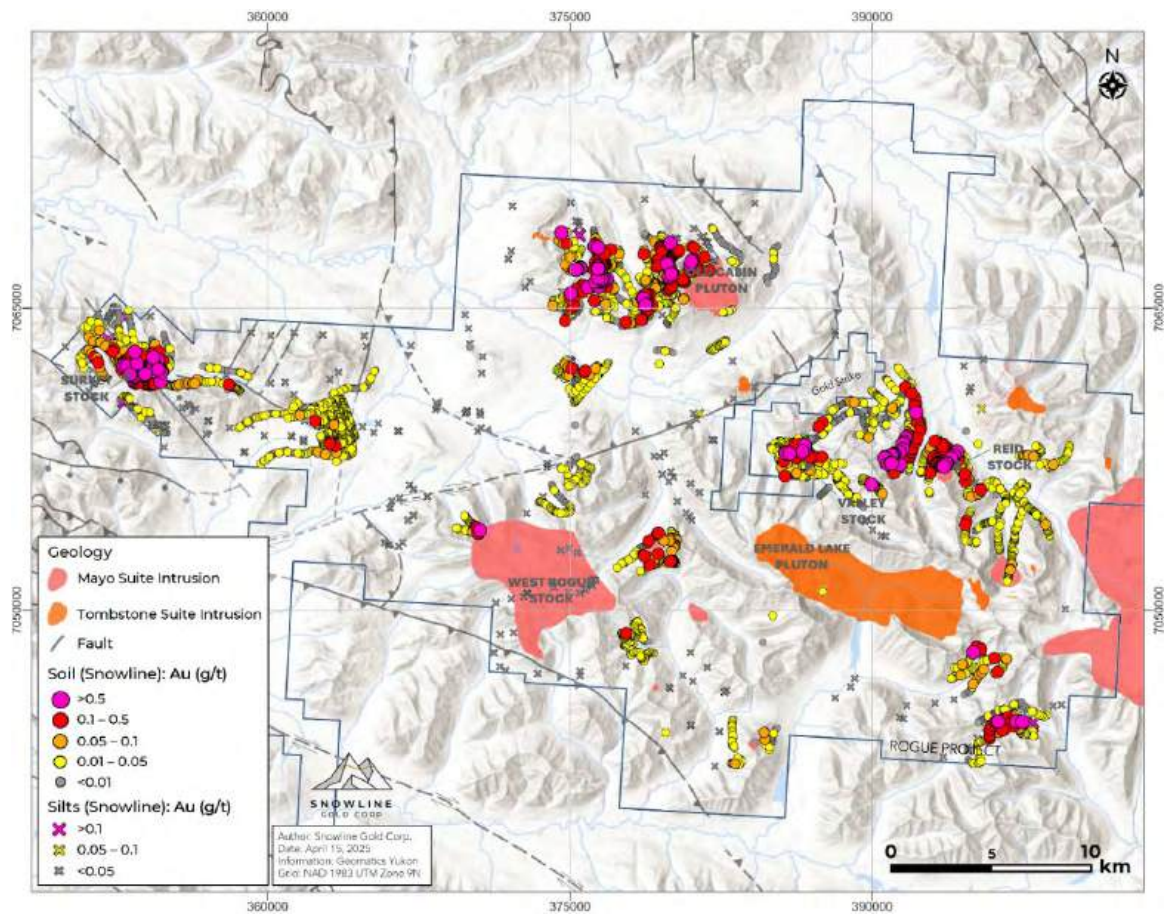 360000
375000
390000
N
7065000
7065000
CABIN
PLUTON
Gold Strike
STOCK
REID
STOCK
VALLEY
STOCK
EMERALD LAKE
PLUTON
WEST ROGUE
STOCK
7050000
7050000
ROGUE PROJECT
Geology
Mayo Suite Intrusion
Tombstone Suite Intrusion
Fault
Soil (Snowline): Au (g/t)
>0.5
0.1 – 0.5
0.05 – 0.1
0.01 – 0.05
<0.01
Silts (Snowline): Au (g/t)
>0.1
0.05 – 0.1
<0.05
SNOWLINE
GOLD CORP
Author: Snowline Gold Corp.
Date: April 15, 2025
Information: Geomatics Yukon
Grid: NAD 1983 UTM Zone 9N
0 5 10
km
360000
375000
390000